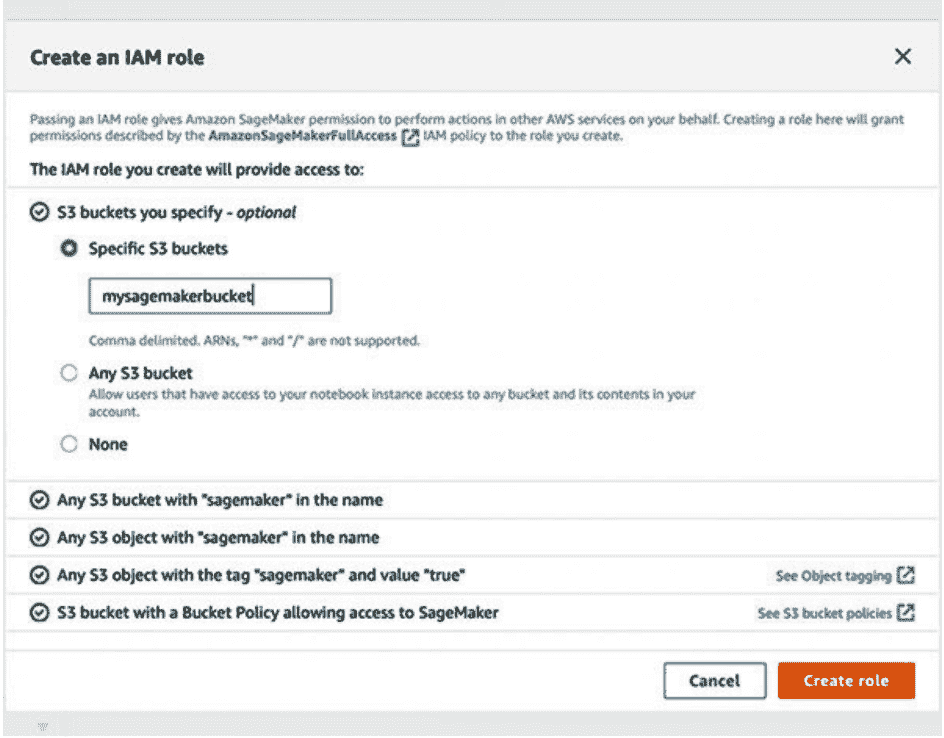 Create an IAM role
Passing an IAM role gives Amazon SageMaker permission to perform actions in other AWS services on your behalf. Creating a role here will grant
permissions described by the AmazonSageMakerFullAccess IAM policy to the role you create.
The IAM role you create will provide access to:
S3 buckets you specify - optional
Specific S3 buckets
mysagemakerbucket
Comma delimited. ARNs, "*" and "/" are not supported.
Any S3 bucket
Allow users that have access to your notebook instance access to any bucket and its contents in your
account.
None
Any S3 bucket with "sagemaker" in the name
Any S3 object with "sagemaker" in the name
Any S3 object with the tag "sagemaker" and value "true"
See Object tagging
S3 bucket with a Bucket Policy allowing access to SageMaker
See S3 bucket policies
Cancel
Create role